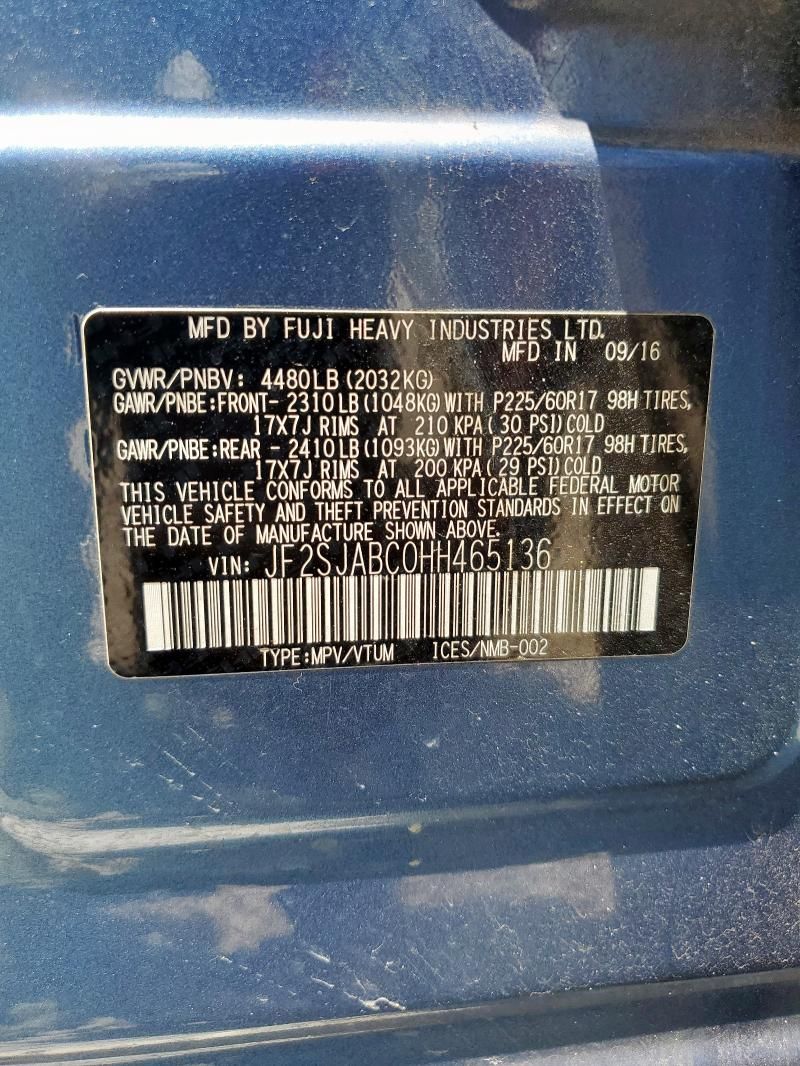 MFD BY FUJI HEAVY INDUSTRIES LTD.
MFD IN 09/16
GVWR/PNBV: 4480LB(2032KG)
GAWR/PNBE:FRONT- 2310LB(1048KG)WITH P225/60R17 98H TIRES,
17X7J RIMS AT 210 KPA(30 PSI)COLD
GAWR/PNBE:REAR - 2410LB(1093KG)WITH P225/60R17 98H TIRES,
17X7J RIMS AT 200 KPA(29 PSI)COLD
THIS VEHICLE CONFORMS TO ALL APPLICABLE FEDERAL MOTOR
VEHICLE SAFETY AND THEFT PREVENTION STANDARDS IN EFFECT ON
THE DATE OF MANUFACTURE SHOWN ABOVE.
VIN: JF2SJABC0HH465136
TYPE:MPV/VTUM ICES/NMB-002